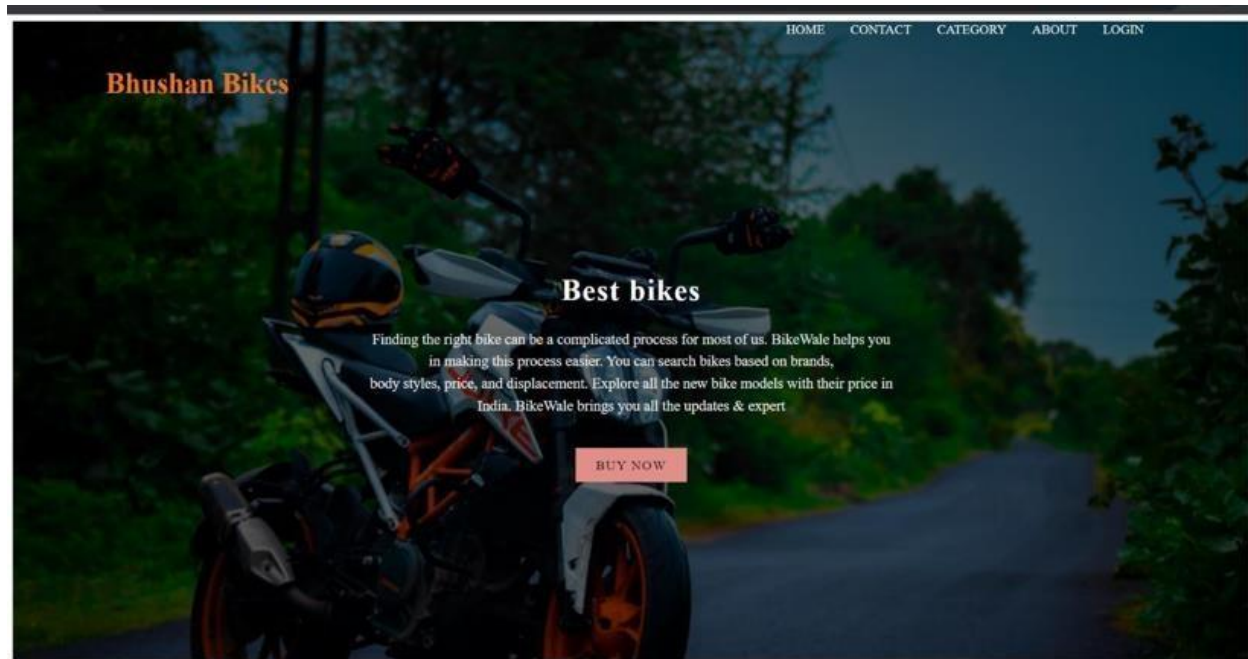 HOME CONTACT CATEGORY ABOUT LOGIN
Bhushan Bikes
Best bikes
Finding the right bike can be a complicated process for most of us. BikeWale helps you
in making this process easier. You can search bikes based on brands,
body styles, price, and displacement. Explore all the new bike models with their price in
India. BikeWale brings you all the updates & expert
BUY NOW